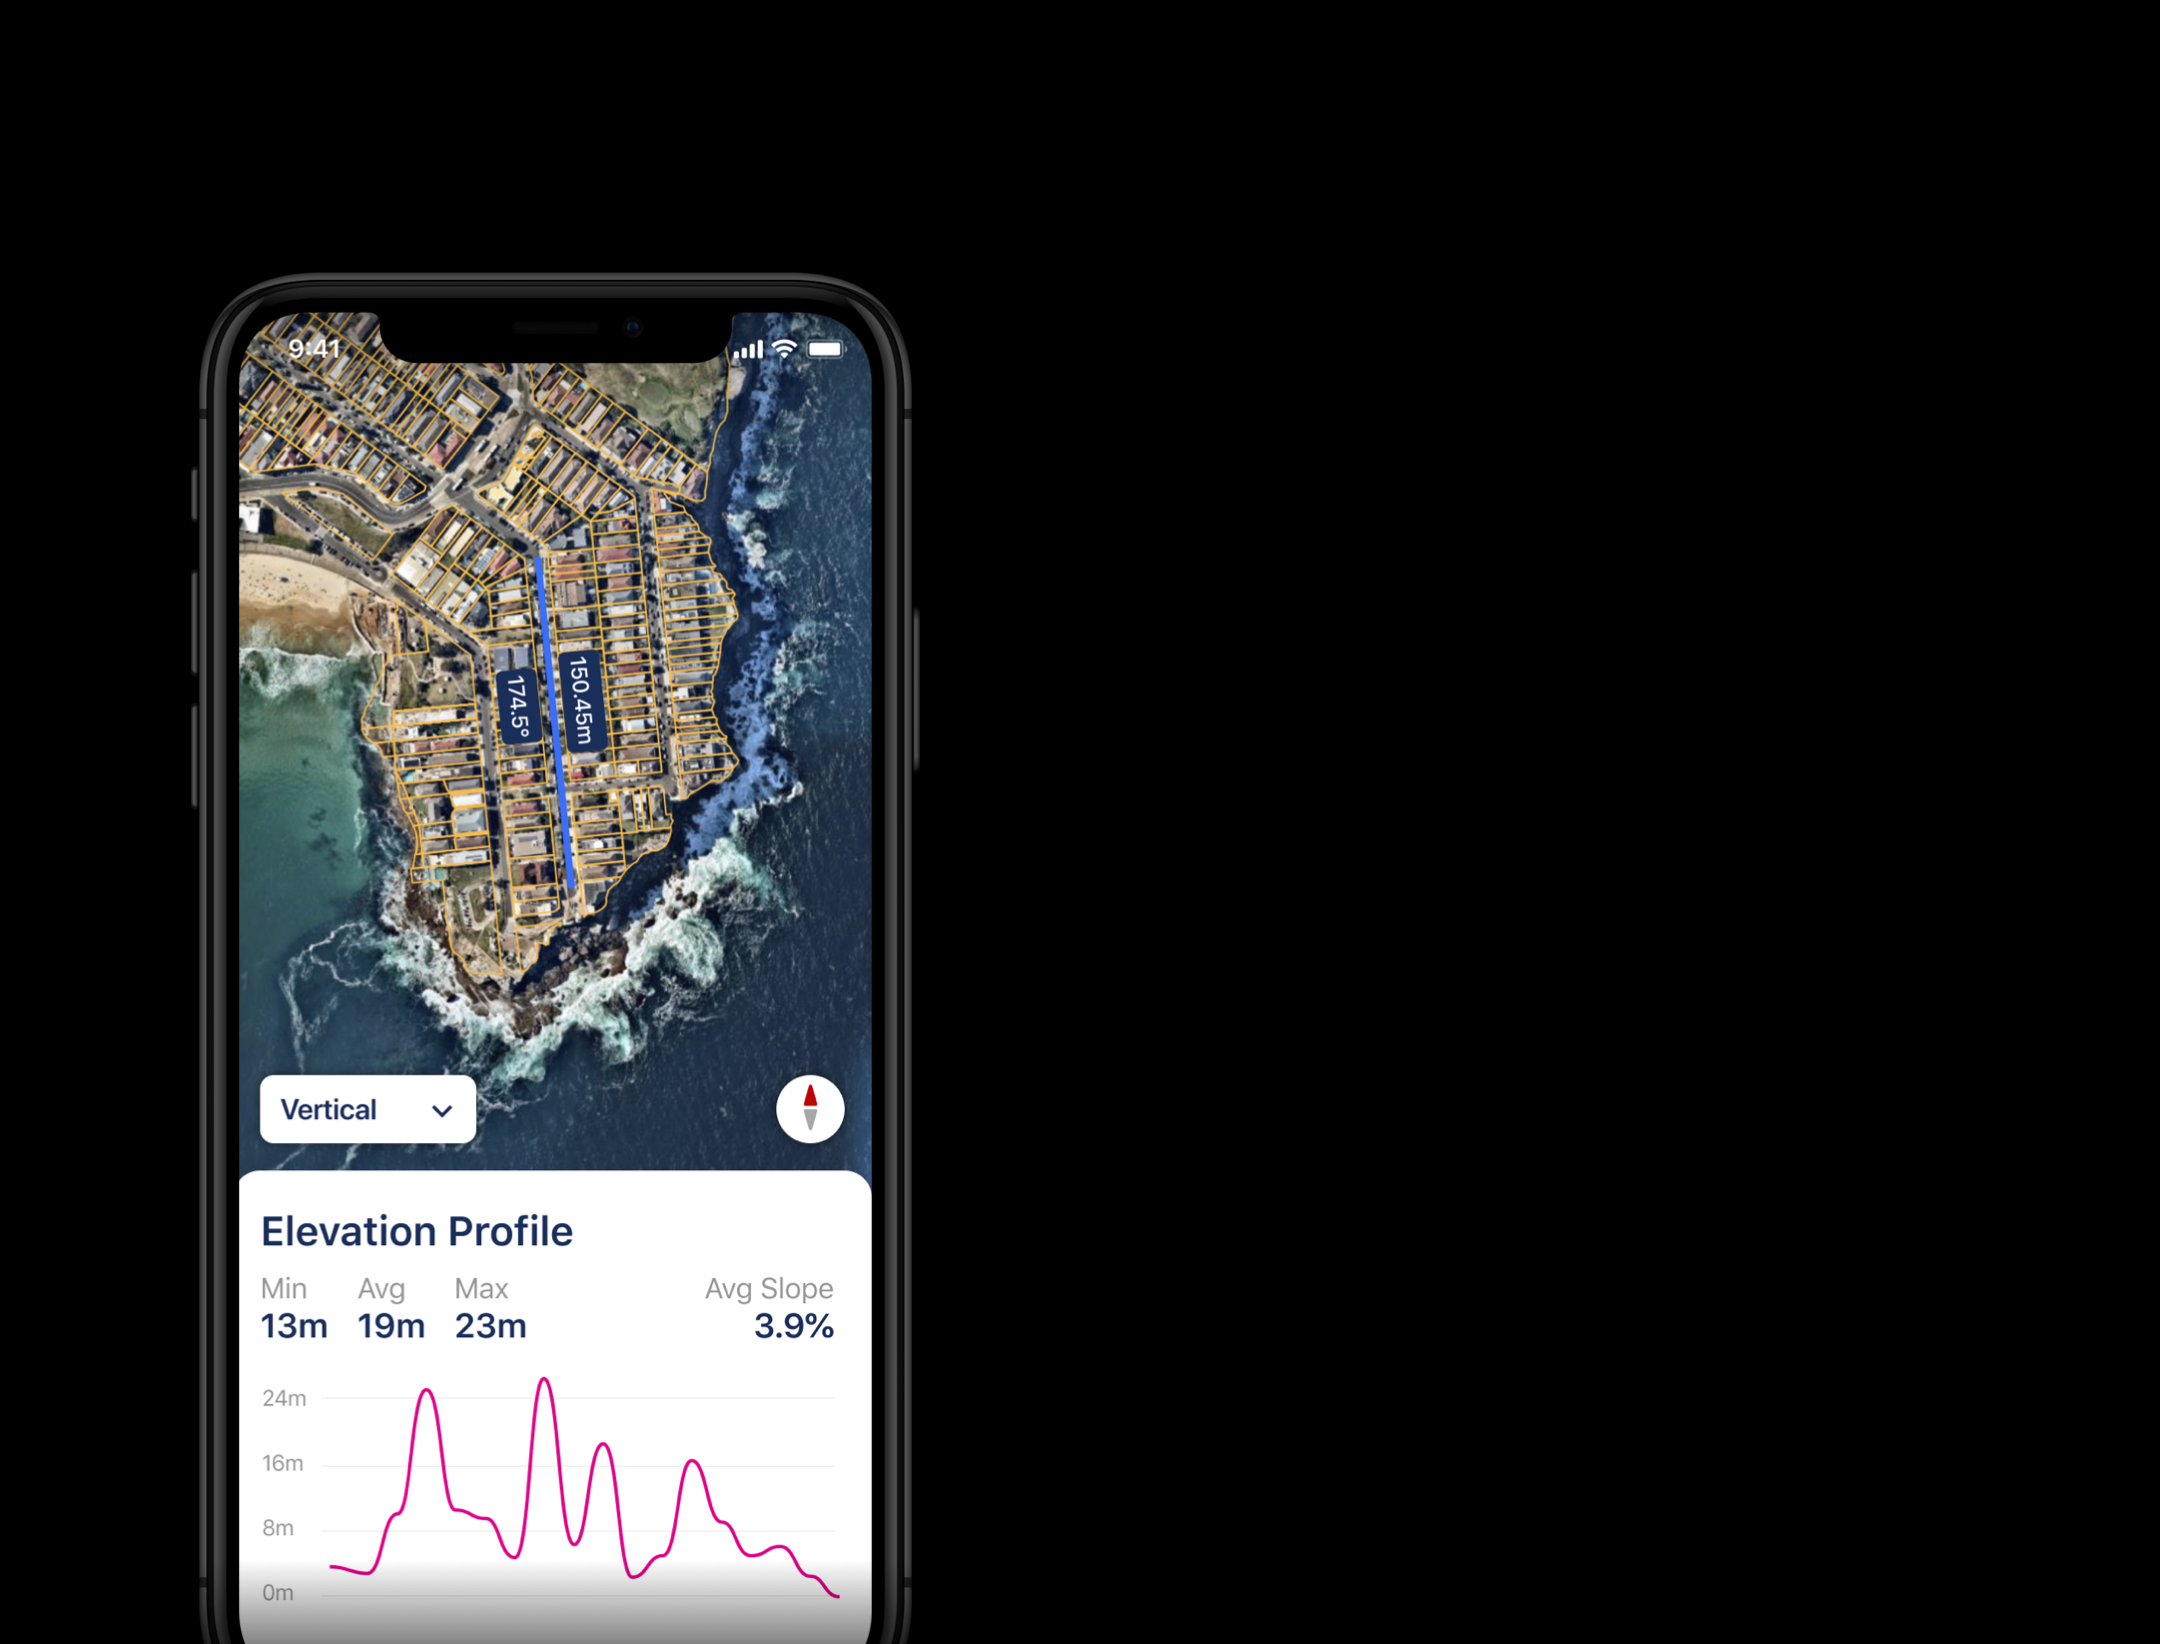 9:41
174.5°
150.45m
Vertical
Elevation Profile
Min Avg Max Avg Slope
13m 19m 23m 3.9%
24m
16m
8m
0m